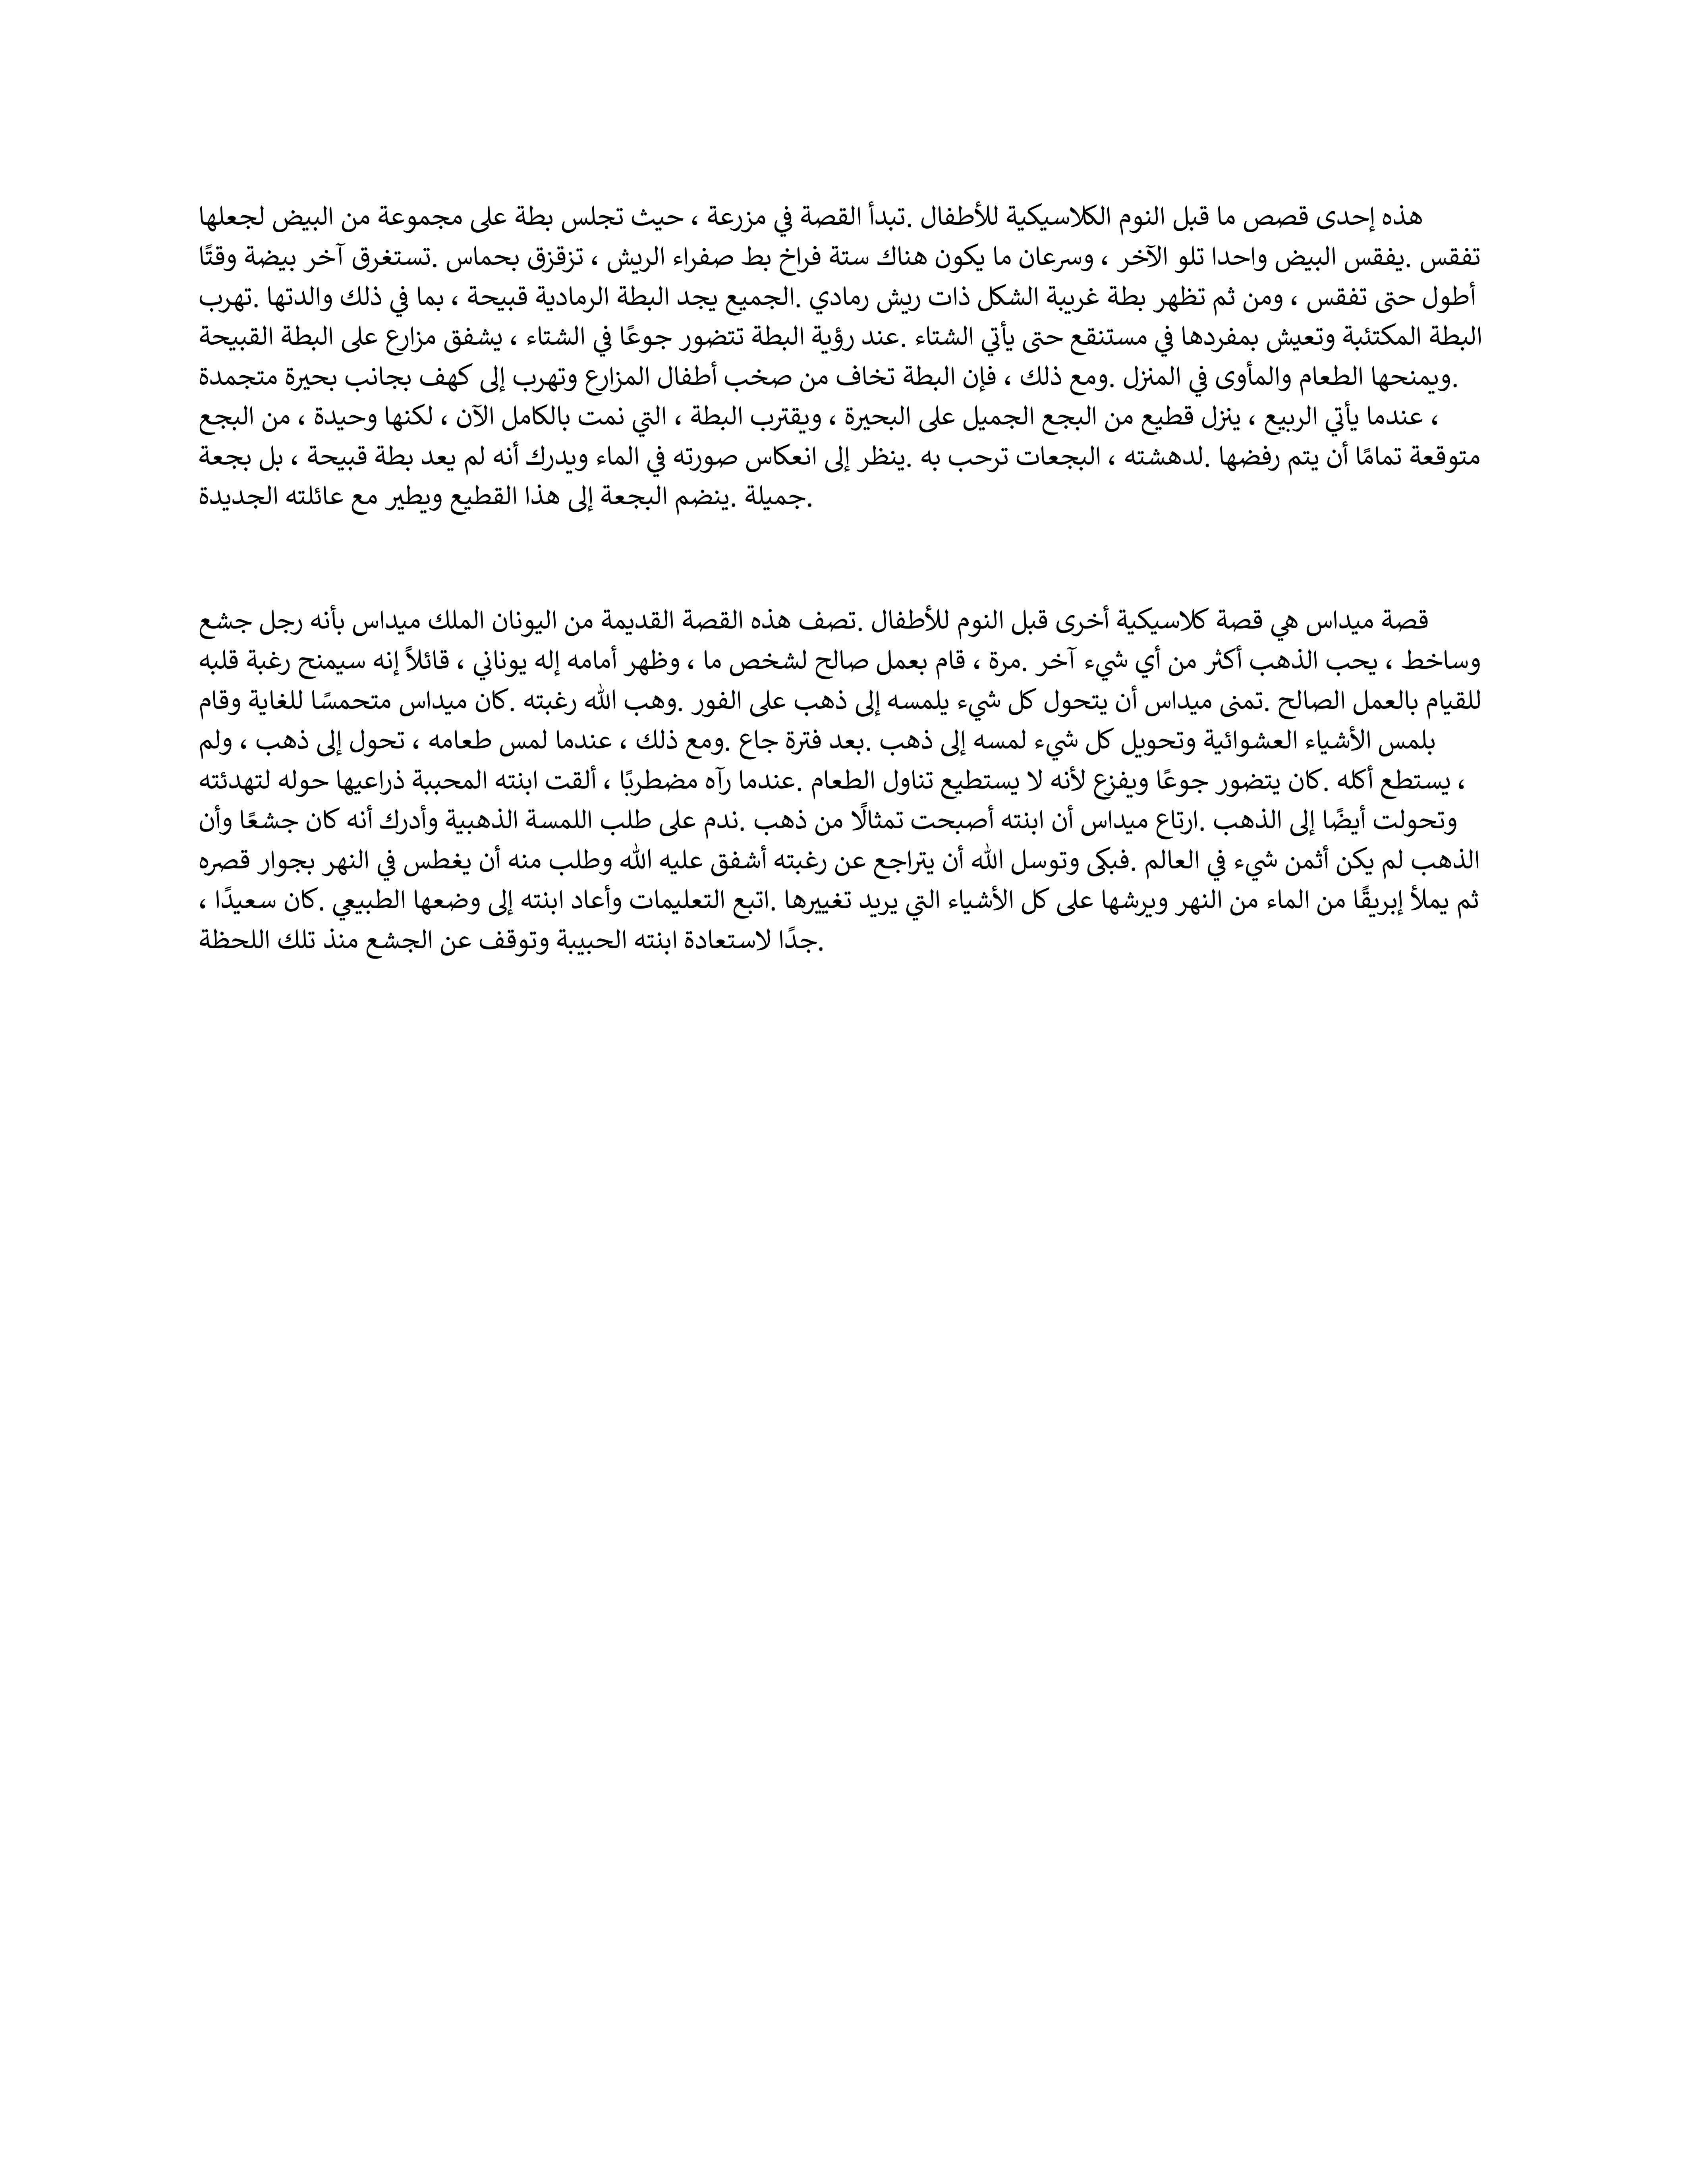 هذه إحدى قصص ما قبل النوم الكلاسيكية للأطفال. تبدأ القصة في مزرعة ، حيث تجلس بطة على مجموعة من البيض لجعلها
تفقس. يفقس البيض واحدا تلو الآخر ، وسرعان ما يكون هناك ستة فراخ بط صفراء الريش ، تزقزق بحماس. تستغرق آخر بيضة وقتًا
أطول حتى تفقس ، ومن ثم تظهر بطة غريبة الشكل ذات ريش رمادي. الجميع يجد البطة الرمادية قبيحة ، بما في ذلك والدتها. تهرب
البطة المكتئبة وتعيش بمفردها في مستنقع حتى يأتي الشتاء. عند رؤية البطة تتضور جوعًا في الشتاء ، يشفق مزارع على البطة القبيحة
ويمنحها الطعام والمأوى في المنزل. ومع ذلك ، فإن البطة تخاف من صخب أطفال المزارع وتهرب إلى كهف بجانب بحيرة متجمدة.
عندما يأتي الربيع ، ينزل قطيع من البجع الجميل على البحيرة ، ويقترب البطة ، التي نمت بالكامل الآن ، لكنها وحيدة ، من البجع ،
متوقعة تمامًا أن يتم رفضها. لدهشته ، البجعات ترحب به. ينظر إلى انعكاس صورته في الماء ويدرك أنه لم يعد بطة قبيحة ، بل بجعة
جميلة. ينضم البجعة إلى هذا القطيع ويطير مع عائلته الجديدة.
قصة ميداس هي قصة كلاسيكية أخرى قبل النوم للأطفال. تصف هذه القصة القديمة من اليونان الملك ميداس بأنه رجل جشع
وساخط ، يحب الذهب أكثر من أي شيء آخر. مرة ، قام بعمل صالح لشخص ما ، وظهر أمامه إله يوناني ، قائلاً إنه سيمنح رغبة قلبه
للقيام بالعمل الصالح. تمنى ميداس أن يتحول كل شيء يلمسه إلى ذهب على الفور. وهب الله رغبته. كان ميداس متحمسًا للغاية وقام
بلمس الأشياء العشوائية وتحويل كل شيء لمسه إلى ذهب. بعد فترة جاع. ومع ذلك ، عندما لمس طعامه ، تحول إلى ذهب ، ولم
يستطع أكله. كان يتضور جوعًا ويفزع لأنه لا يستطيع تناول الطعام. عندما رآه مضطربًا ، ألقت ابنته المحببة ذراعيها حوله لتهدئته ،
وتحولت أيضًا إلى الذهب. ارتاع ميداس أن ابنته أصبحت تمثالًا من ذهب. ندم على طلب اللمسة الذهبية وأدرك أنه كان جشعًا وأن
الذهب لم يكن أثمن شيء في العالم. فبكى وتوسل الله أن يتراجع عن رغبته أشفق عليه الله وطلب منه أن يغطس في النهر بجوار قصره
ثم يملأ إبريقًا من الماء من النهر ويرشها على كل الأشياء التي يريد تغييرها. اتبع التعليمات وأعاد ابنته إلى وضعها الطبيعي. كان سعيدًا ،
جدًا لاستعادة ابنته الحبيبة وتوقف عن الجشع منذ تلك اللحظة.